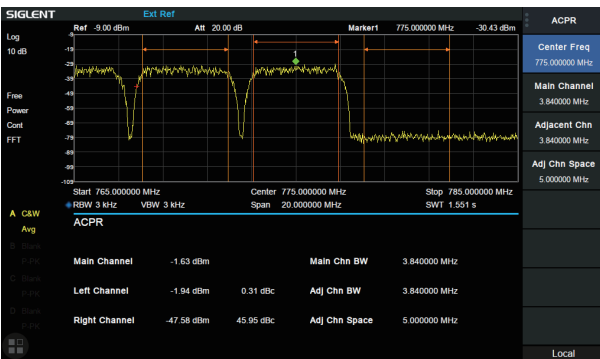 SIGLENT Ext Ref
Ref -9.00 dBm Att 20.00 dB Marker1 775.000000 MHz -30.43 dBm
Log
10 dB
Free
Power
Cont
FFT
-9
-19
-29
-39
-49
-59
-69
-79
-89
-99
-109
1
Start 765.000000 MHz Center 775.000000 MHz Stop 785.000000 MHz
RBW 3 kHz VBW 3 kHz Span 20.000000 MHz SWT 1.551 s
A C&W
Avg
B Blank
P-PK
C Blank
P-PK
D Blank
P-PK
ACPR
Main Channel -1.63 dBm Main Chn BW 3.840000 MHz
Left Channel -1.94 dBm 0.31 dBc Adj Chn BW 3.840000 MHz
Right Channel -47.58 dBm 45.95 dBc Adj Chn Space 5.000000 MHz
ACPR
Center Freq
775.000000 MHz
Main Channel
3.840000 MHz
Adjacent Chn
3.840000 MHz
Adj Chn Space
5.000000 MHz
Local